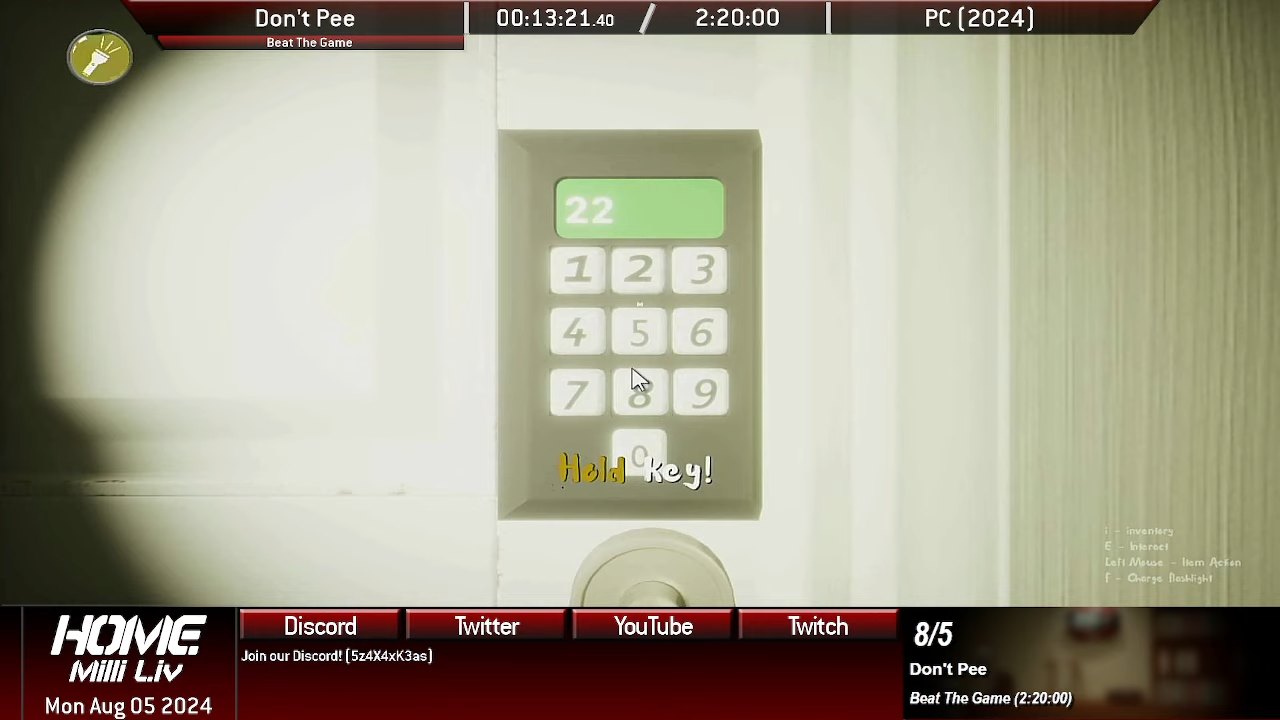 Don't Pee
00:13:21.40 / 2:20:00
PC (2024)
Beat The Game
22
1 2 3
4 5 6
7 8 9
0
Hold key!
i - inventory
E - Interact
Left Mouse - Item Action
F - Charge flashlight
HOME
Milli Liv
Mon Aug 05 2024
Discord
Twitter
YouTube
Twitch
Join our Discord! (5z4X4xK3as)
8/5
Don't Pee
Beat The Game (2:20:00)